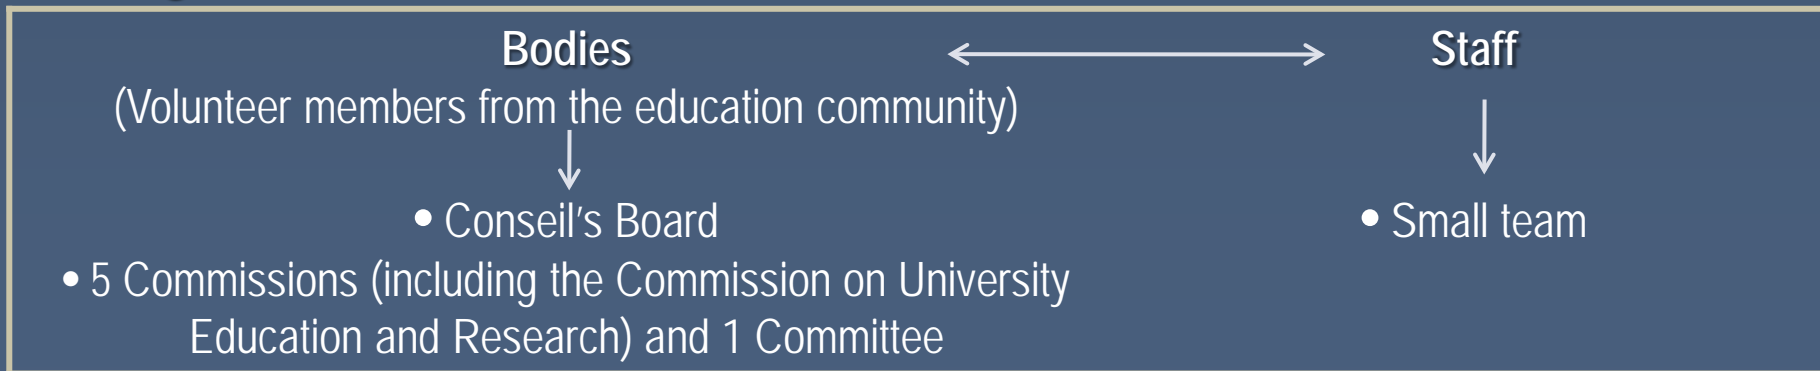 Bodies
Staff
(Volunteer members from the education community)
• Conseil's Board
• Small team
• 5 Commissions (including the Commission on University
Education and Research) and 1 Committee